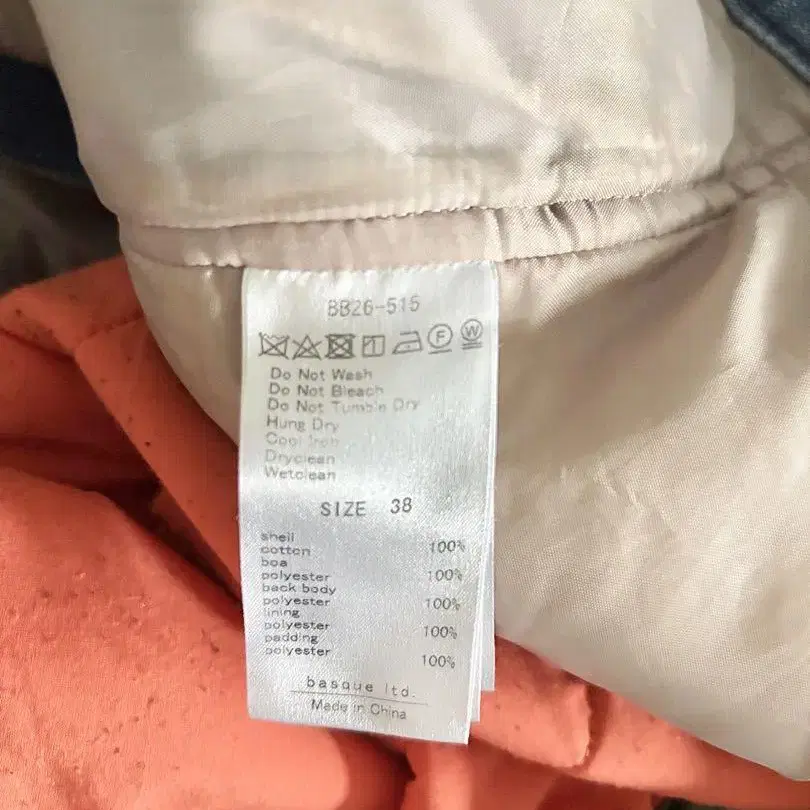 BB26-515
F W
Do Not Wash
Do Not Bleach
Do Not Tumble Dry
Hung Dry
Cool Iron
Dryclean
Wetclean
SIZE 38
shell
cotton 100%
boa
polyester 100%
back body
polyester 100%
lining
polyester 100%
padding
polyester 100%
basque ltd.
Made in China